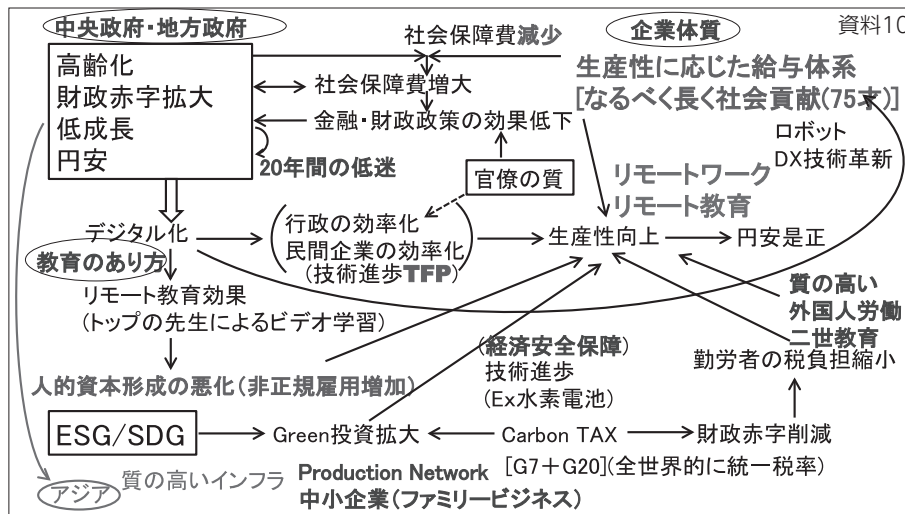 資料10
中央政府・地方政府
高齢化
財政赤字拡大
低成長
円安
20年間の低迷
社会保障費減少
社会保障費増大
金融・財政政策の効果低下
官僚の質
企業体質
生産性に応じた給与体系
[なるべく長く社会貢献(75才)]
ロボット
DX技術革新
リモートワーク
リモート教育
デジタル化
行政の効率化
民間企業の効率化
(技術進歩TFP)
生産性向上
円安是正
教育のあり方
リモート教育効果
(トップの先生によるビデオ学習)
人的資本形成の悪化(非正規雇用増加)
質の高い
外国人労働
二世教育
勤労者の税負担縮小
(経済安全保障)
技術進歩
(Ex水素電池)
ESG/SDG
Green投資拡大
Carbon TAX
財政赤字削減
アジア
質の高いインフラ
Production Network
中小企業(ファミリービジネス)
[G7+G20](全世界的に統一税率)